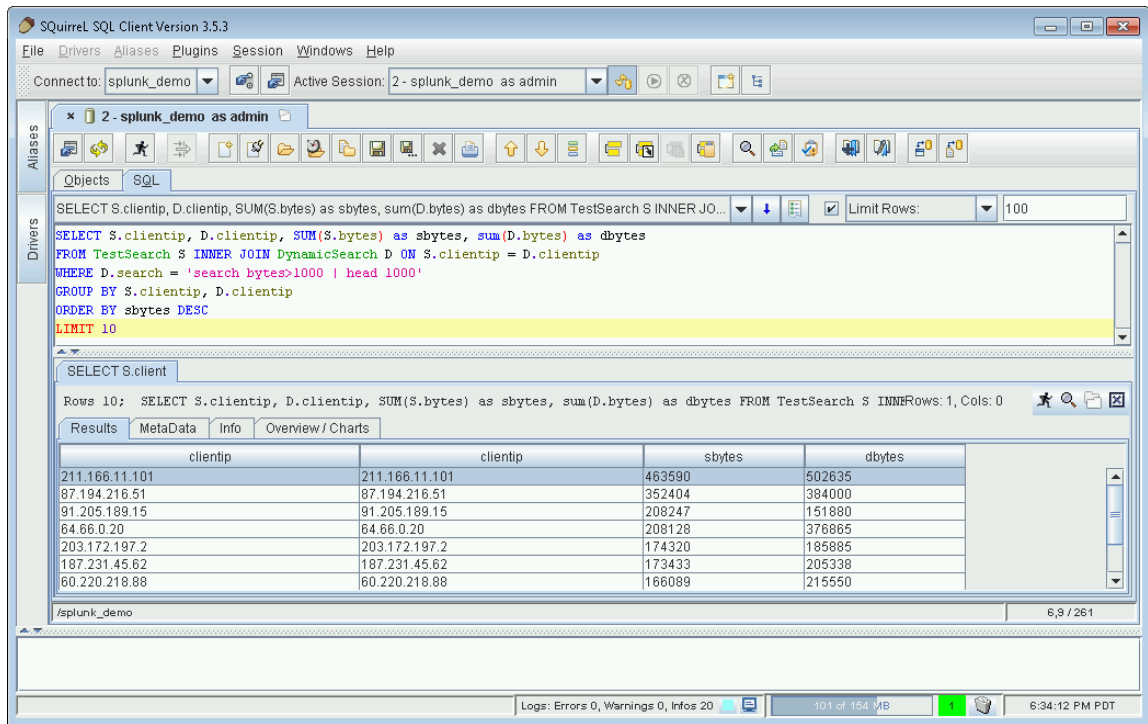 SQuirreL SQL Client Version 3.5.3
File Drivers Aliases Plugins Session Windows Help
Connect to: splunk_demo Active Session: 2 - splunk_demo as admin
Aliases
Drivers
2 - splunk_demo as admin
Objects SQL
SELECT S.clientip, D.clientip, SUM(S.bytes) as sbytes, sum(D.bytes) as dbytes FROM TestSearch S INNER JO... Limit Rows: 100
SELECT S.clientip, D.clientip, SUM(S.bytes) as sbytes, sum(D.bytes) as dbytes
FROM TestSearch S INNER JOIN DynamicSearch D ON S.clientip = D.clientip
WHERE D.search = 'search bytes>1000 | head 1000'
GROUP BY S.clientip, D.clientip
ORDER BY sbytes DESC
LIMIT 10
SELECT S.client
Rows 10; SELECT S.clientip, D.clientip, SUM(S.bytes) as sbytes, sum(D.bytes) as dbytes FROM TestSearch S INNE Rows: 1, Cols: 0
Results MetaData Info Overview / Charts
clientip clientip sbytes dbytes
211.166.11.101 211.166.11.101 463590 502635
87.194.216.51 87.194.216.51 352404 384000
91.205.189.15 91.205.189.15 208247 151880
64.66.0.20 64.66.0.20 208128 376865
203.172.197.2 203.172.197.2 174320 185885
187.231.45.62 187.231.45.62 173433 205338
60.220.218.88 60.220.218.88 166089 215550
/splunk_demo 6,9 / 261
Logs: Errors 0, Warnings 0, Infos 20 101 of 154 MB 1 6:34:12 PM PDT